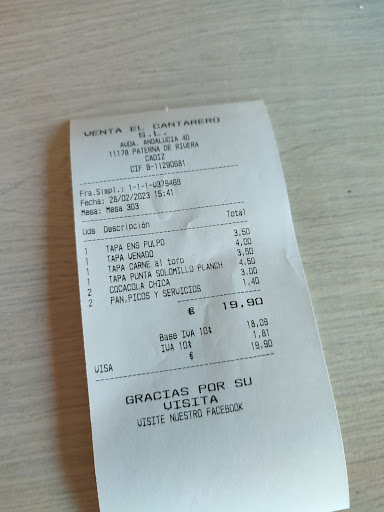 VENTA EL CANTARERO
S.L.
AVDA. ANDALUCIA 40
11178 PATERNA DE RIVERA
CADIZ
CIF B-11290681
Fra.Simpl.: 1-1-1-V379469
Fecha: 28/02/2023 15:41
Mesa: Mesa 303
Uds Descripción Total
1 TAPA ENS PULPO 3,50
1 TAPA VENADO 4,00
1 TAPA CARNE al toro 3,50
1 TAPA PUNTA SOLOMILLO PLANCH 4,50
2 COCACOLA CHICA 3,00
2 PAN,PICOS Y SERVICIOS 1,40
€ 19,90
Base IVA 10% 18,09
IVA 10% 1,81
€ 19,90
VISA
GRACIAS POR SU
VISITA
VISITE NUESTRO FACEBOOK